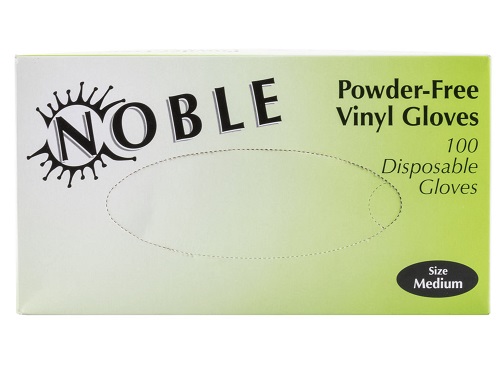 NOBLE
Powder-Free
Vinyl Gloves
100
Disposable
Gloves
Size
Medium